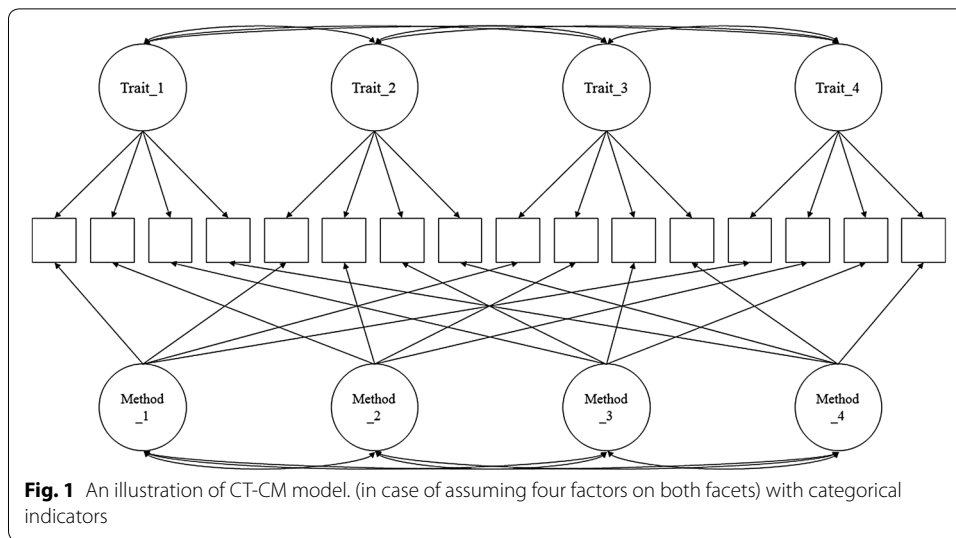 Trait_1 Trait_2 Trait_3 Trait_4
Method Method Method Method
_1 _2 _3 _4
Fig. 1 An illustration of CT-CM model. (in case of assuming four factors on both facets) with categorical
indicators